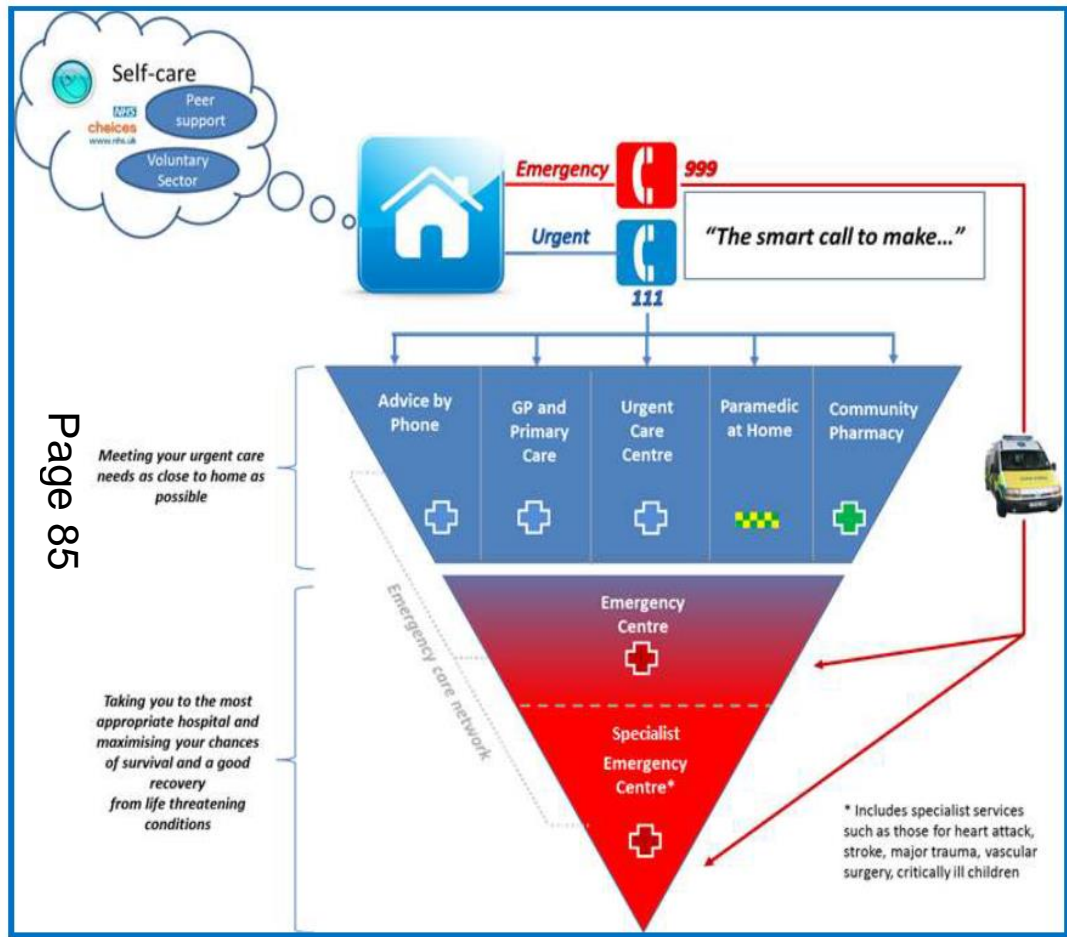 Self-care
Peer
support
NHS
choices
www.nhs.uk
Voluntary
Sector
Emergency
999
Urgent
111
"The smart call to make..."
Advice by
Phone
GP and
Primary
Care
Urgent
Care
Centre
Paramedic
at Home
Community
Pharmacy
Page 85
Meeting your urgent care
needs as close to home as
possible
Emergency care network
Emergency
Centre
Taking you to the most
appropriate hospital and
maximising your chances
of survival and a good
recovery
from life threatening
conditions
Specialist
Emergency
Centre*
* Includes specialist services
such as those for heart attack,
stroke, major trauma, vascular
surgery, critically ill children